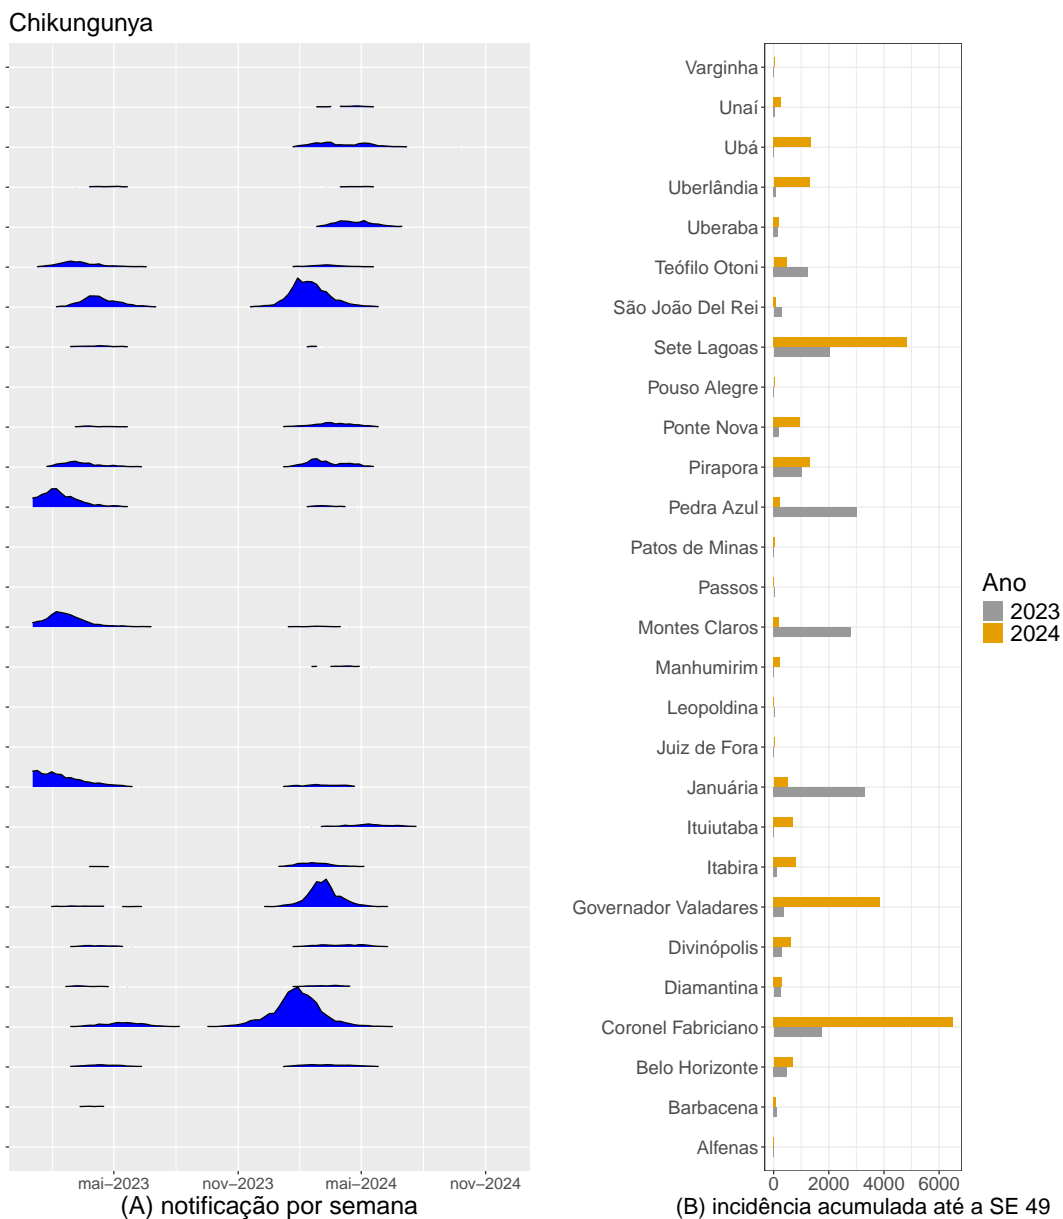 Chikungunya
Varginha
Unaí
Ubá
Uberlândia
Uberaba
Teófilo Otoni
São João Del Rei
Sete Lagoas
Pouso Alegre
Ponte Nova
Pirapora
Pedra Azul
Patos de Minas
Passos
Montes Claros
Manhumirim
Leopoldina
Juiz de Fora
Januária
Ituiutaba
Itabira
Governador Valadares
Divinópolis
Diamantina
Coronel Fabriciano
Belo Horizonte
Barbacena
Alfenas
Ano
2023
2024
mai−2023 nov−2023 mai−2024 nov−2024
0 2000 4000 6000
(A) notificação por semana
(B) incidência acumulada até a SE 49